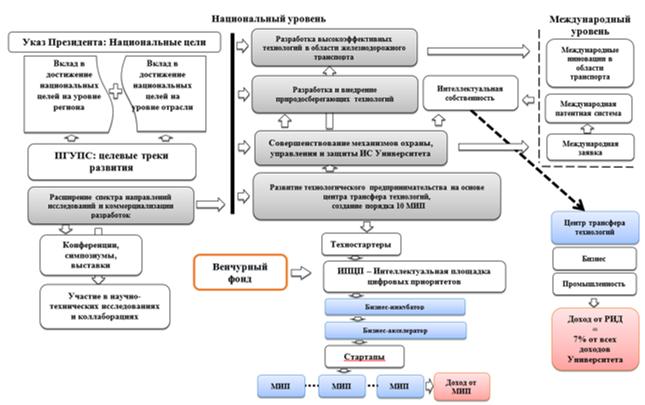 Национальный уровень
Международный
уровень
Указ Президента: Национальные цели
Вклад в
достижение
национальных
целей на уровне
региона
Вклад в
достижение
национальных
целей на
уровне отрасли
ПГУПС: целевые треки
развития
Расширение спектра направлений
исследований и коммерциализации
разработок
Конференции,
симпозиумы,
выставки
Участие в научно-
технических исследованиях
и коллаборациях
Разработка высокоэффективных
технологий в области железнодорожного
транспорта
Разработка и внедрение
природосберегающих технологий
Совершенствование механизмов охраны,
управления и защиты ИС Университета
Развитие технологического предпринимательства на основе
центра трансфера технологий,
создание порядка 10 МИП
Интеллектуальная
собственность
Международные
инновации в
области
транспорта
Международная
патентная система
Международная
заявка
Техностартеры
Венчурный
фонд
ИПЦП – Интеллектуальная площадка
цифровых приоритетов
Бизнес-инкубатор
Бизнес-акселератор
Стартапы
МИП
МИП
МИП
Доход от
МИП
Центр трансфера
технологий
Бизнес
Промышленность
Доход от РИД
=
7% от всех
доходов
Университета